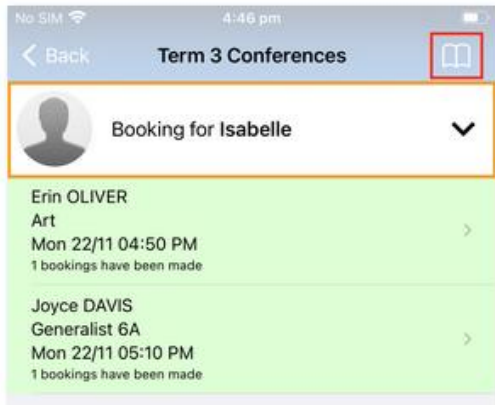 No SIM 4:46 pm
Back Term 3 Conferences
Booking for Isabelle
Erin OLIVER
Art
Mon 22/11 04:50 PM
1 bookings have been made
Joyce DAVIS
Generalist 6A
Mon 22/11 05:10 PM
1 bookings have been made